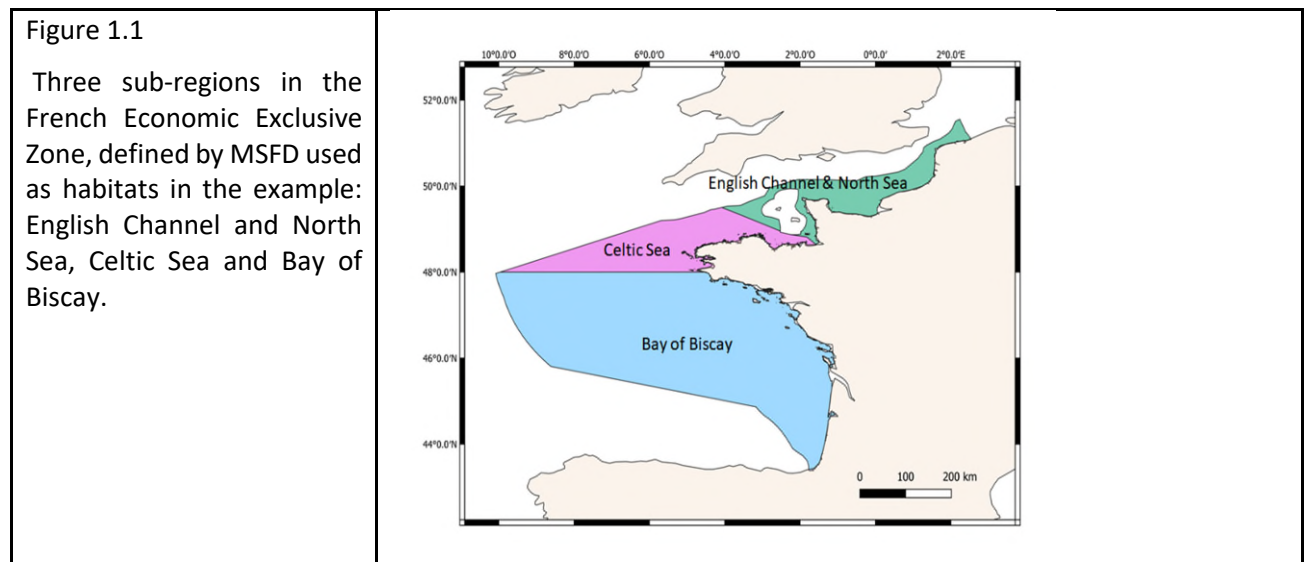 Figure 1.1
Three sub-regions in the
French Economic Exclusive
Zone, defined by MSFD used
as habitats in the example:
English Channel and North
Sea, Celtic Sea and Bay of
Biscay.
10°0.0'O 8°0.0'O 6°0.0'O 4°0.0'O 2°0.0'O 0°0.0' 2°0.0'E
52°0.0'N
50°0.0'N
English Channel & North Sea
Celtic Sea
48°0.0'N
Bay of Biscay
46°0.0'N
44°0.0'N
0 100 200 km